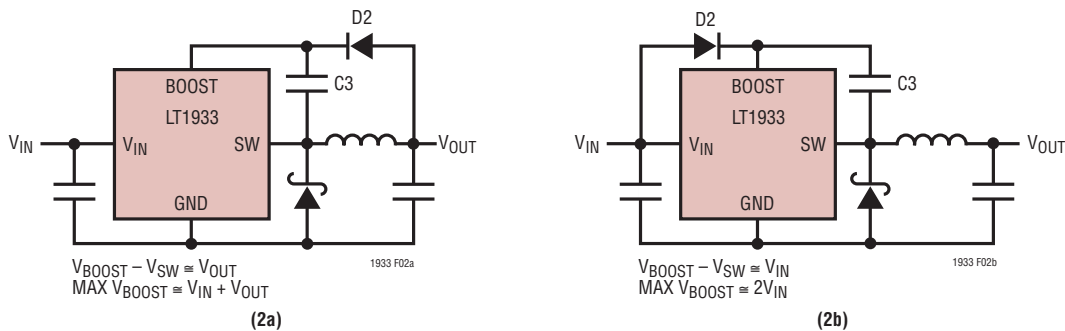 D2
C3
BOOST
LT1933
V_IN
V_IN
SW
V_OUT
GND
1933 F02a
V_BOOST – V_SW ≅ V_OUT
MAX V_BOOST ≅ V_IN + V_OUT
(2a)
D2
C3
BOOST
LT1933
V_IN
V_IN
SW
V_OUT
GND
1933 F02b
V_BOOST – V_SW ≅ V_IN
MAX V_BOOST ≅ 2V_IN
(2b)